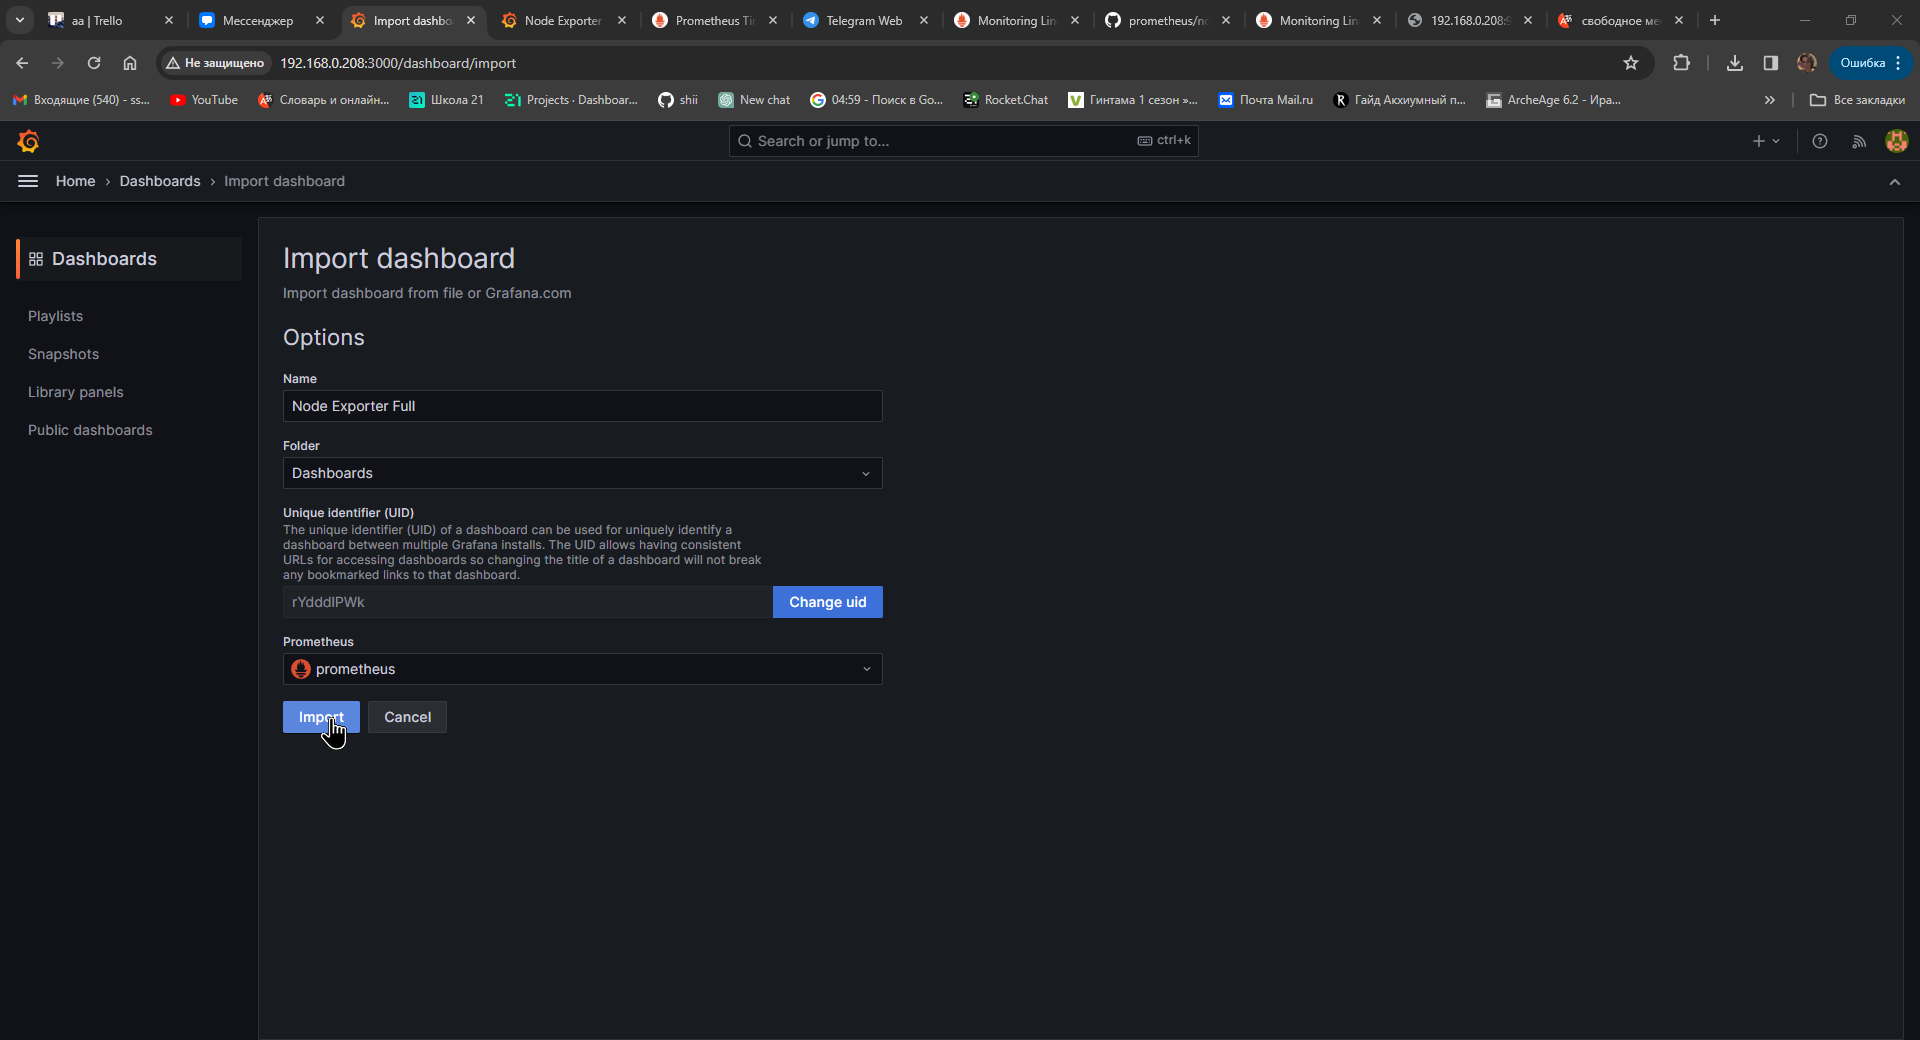 aa | Trello
Мессенджер
Import dashbo
Node Exporter
Prometheus Tir
Telegram Web
Monitoring Lin
prometheus/no
Monitoring Lin
192.168.0.208:9
свободное ме
Не защищено
192.168.0.208:3000/dashboard/import
Ошибка
Входящие (540) - ss...
YouTube
Словарь и онлайн...
Школа 21
Projects · Dashboar...
shii
New chat
04:59 - Поиск в Go...
Rocket.Chat
Гинтама 1 сезон »...
Почта Mail.ru
Гайд Акхиумный п...
ArcheAge 6.2 - Ира...
Все закладки
Search or jump to...
ctrl+k
Home › Dashboards › Import dashboard
Dashboards
Playlists
Snapshots
Library panels
Public dashboards
Import dashboard
Import dashboard from file or Grafana.com
Options
Name
Node Exporter Full
Folder
Dashboards
Unique identifier (UID)
The unique identifier (UID) of a dashboard can be used for uniquely identify a
dashboard between multiple Grafana installs. The UID allows having consistent
URLs for accessing dashboards so changing the title of a dashboard will not break
any bookmarked links to that dashboard.
rYdddlPWk
Change uid
Prometheus
prometheus
Import
Cancel